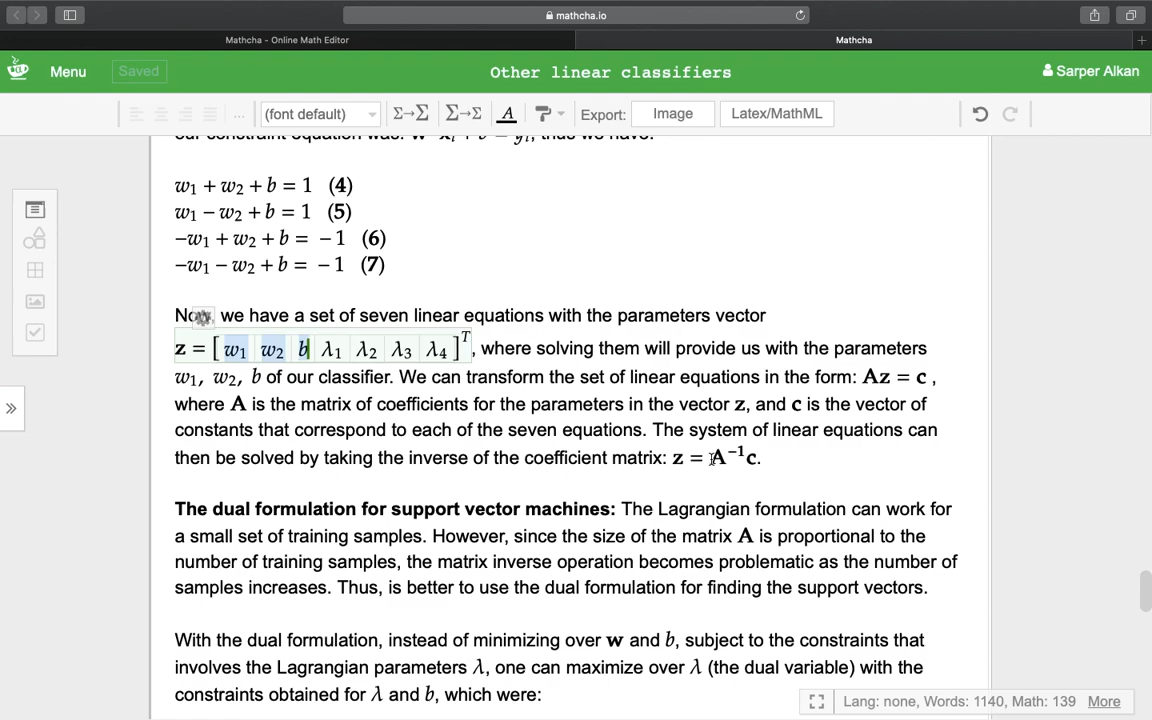 mathcha.io
Mathcha - Online Math Editor
Mathcha
Menu
Saved
Other linear classifiers
Sarper Alkan
(font default)
Σ→Σ
Σ→Σ
A
Export:
Image
Latex/MathML
w₁ + w₂ + b = 1 (4)
w₁ − w₂ + b = 1 (5)
−w₁ + w₂ + b = − 1 (6)
−w₁ − w₂ + b = − 1 (7)
we have a set of seven linear equations with the parameters vector
z = [ w₁ w₂ b λ₁ λ₂ λ₃ λ₄ ]ᵀ, where solving them will provide us with the parameters
w₁, w₂, b of our classifier. We can transform the set of linear equations in the form: Az = c ,
where A is the matrix of coefficients for the parameters in the vector z, and c is the vector of
constants that correspond to each of the seven equations. The system of linear equations can
then be solved by taking the inverse of the coefficient matrix: z = A⁻¹c.
The dual formulation for support vector machines: The Lagrangian formulation can work for
a small set of training samples. However, since the size of the matrix A is proportional to the
number of training samples, the matrix inverse operation becomes problematic as the number of
samples increases. Thus, is better to use the dual formulation for finding the support vectors.
With the dual formulation, instead of minimizing over w and b, subject to the constraints that
involves the Lagrangian parameters λ, one can maximize over λ (the dual variable) with the
constraints obtained for λ and b, which were:
Lang: none, Words: 1140, Math: 139 More